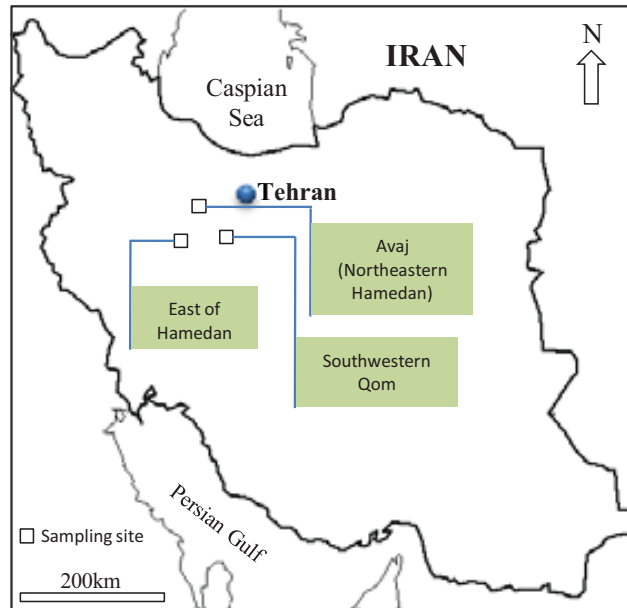 IRAN
N
Caspian
Sea
Tehran
Avaj
(Northeastern
Hamedan)
East of
Hamedan
Southwestern
Qom
Persian Gulf
Sampling site
200km